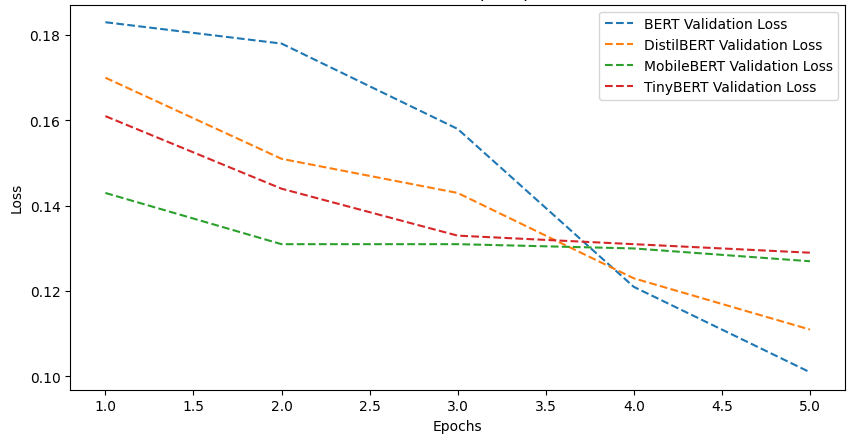 BERT Validation Loss
DistilBERT Validation Loss
MobileBERT Validation Loss
TinyBERT Validation Loss
Loss
0.18
0.16
0.14
0.12
0.10
1.0 1.5 2.0 2.5 3.0 3.5 4.0 4.5 5.0
Epochs